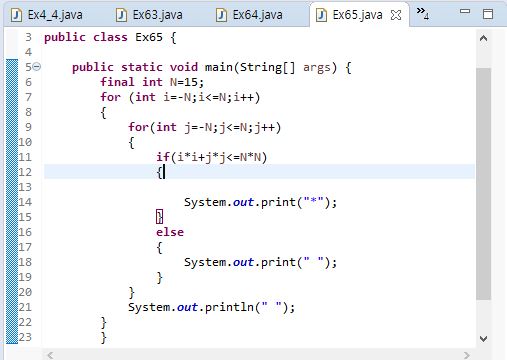 Ex4_4.java Ex63.java Ex64.java Ex65.java 4
3 public class Ex65 {
4
5 public static void main(String[] args) {
6 final int N=15;
7 for (int i=-N;i<=N;i++)
8 {
9 for(int j=-N;j<=N;j++)
10 {
11 if(i*i+j*j<=N*N)
12 {
13
14 System.out.print("*");
15 }
16 else
17 {
18 System.out.print(" ");
19 }
20 }
21 System.out.println(" ");
22 }
23 }